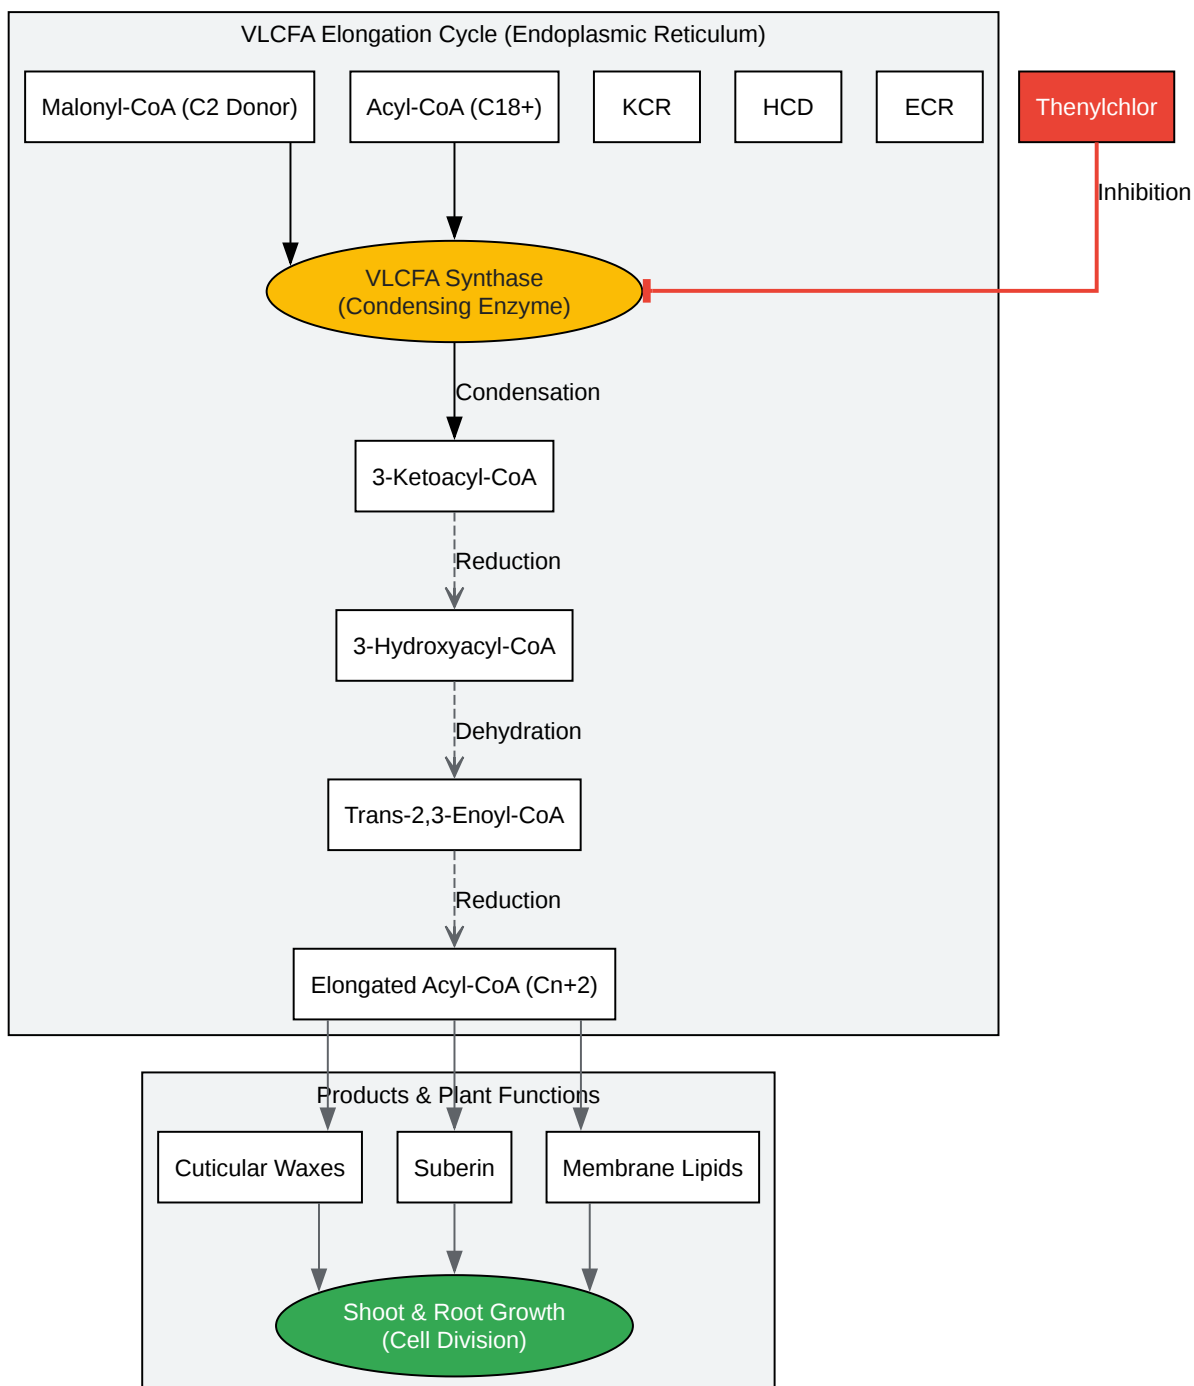 VLCFA Elongation Cycle (Endoplasmic Reticulum)
Malonyl-CoA (C2 Donor)
Acyl-CoA (C18+)
KCR
HCD
ECR
Thenylchlor
Inhibition
VLCFA Synthase
(Condensing Enzyme)
Condensation
3-Ketoacyl-CoA
Reduction
3-Hydroxyacyl-CoA
Dehydration
Trans-2,3-Enoyl-CoA
Reduction
Elongated Acyl-CoA (Cn+2)
Products & Plant Functions
Cuticular Waxes
Suberin
Membrane Lipids
Shoot & Root Growth
(Cell Division)